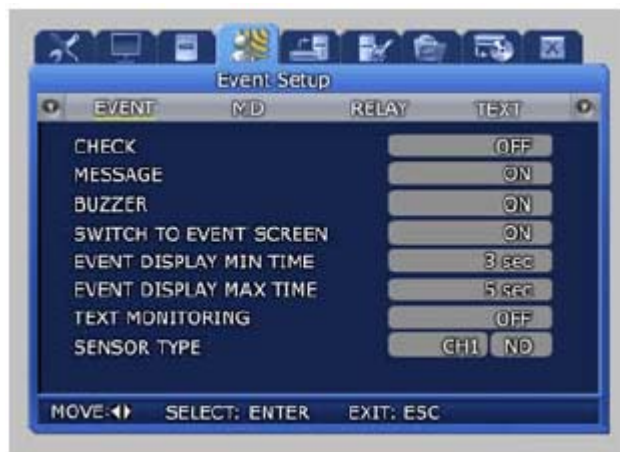 Event Setup
EVENT MD RELAY TEXT
CHECK OFF
MESSAGE ON
BUZZER ON
SWITCH TO EVENT SCREEN ON
EVENT DISPLAY MIN TIME 3 sec
EVENT DISPLAY MAX TIME 5 sec
TEXT MONITORING OFF
SENSOR TYPE CH1 NO
MOVE: SELECT: ENTER EXIT: ESC